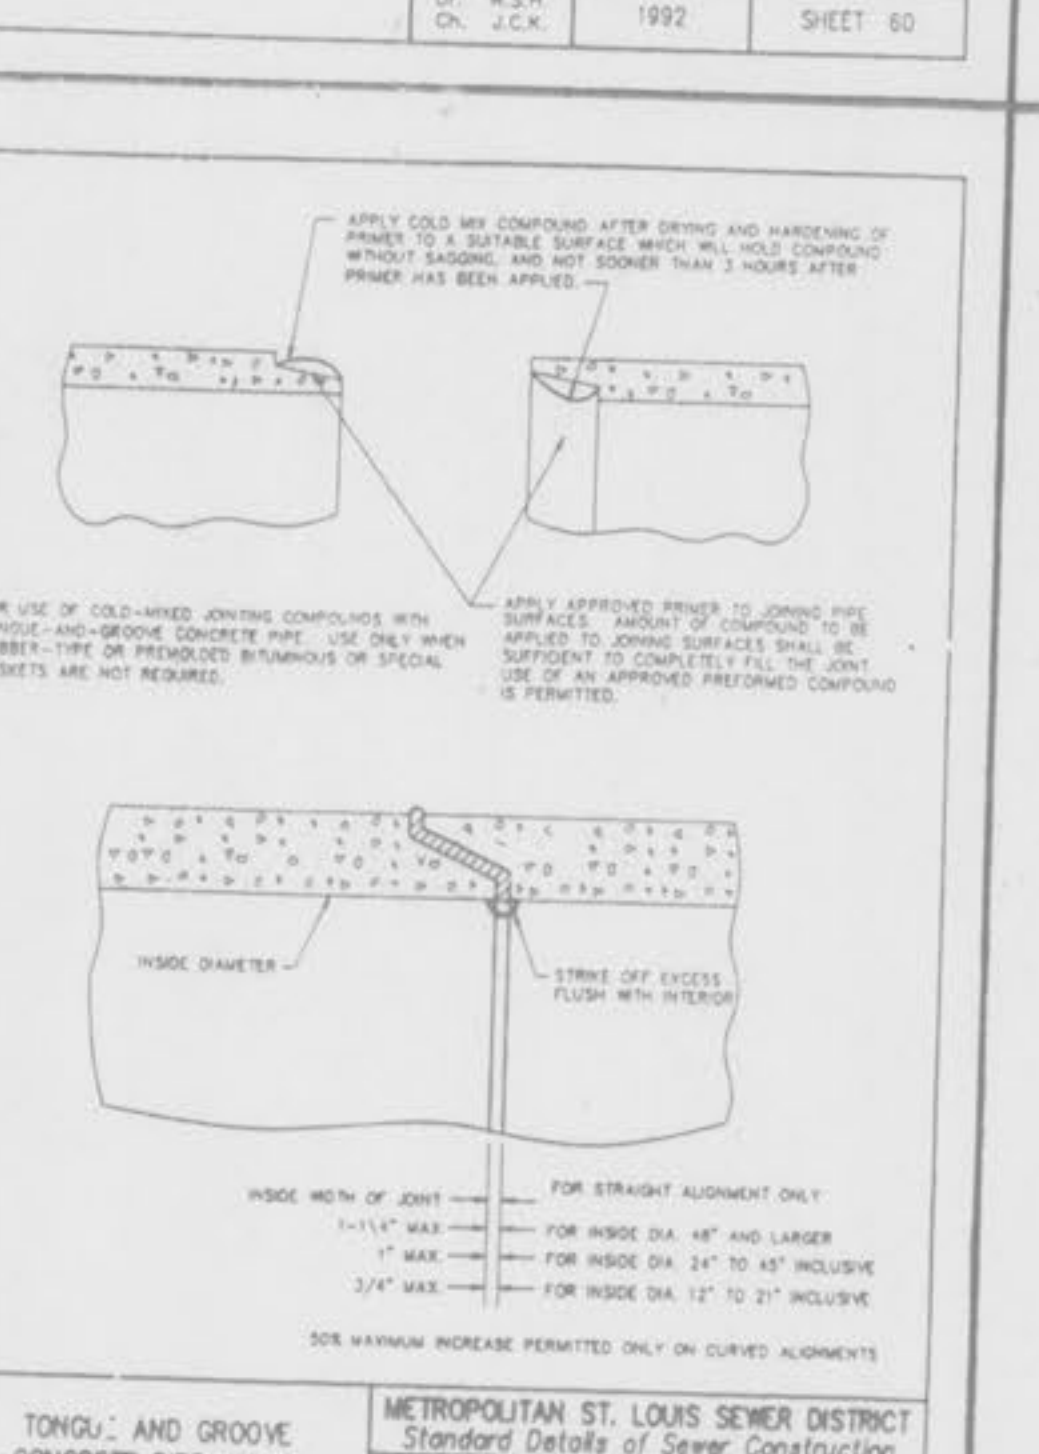 Ch. J.C.K.
1992
SHEET 60
APPLY COLD MIX COMPOUND AFTER DRYING AND HARDENING OF
PRIMER TO A SUITABLE SURFACE WHICH WILL HOLD COMPOUND
WITHOUT SAGGING, AND NOT SOONER THAN 3 HOURS AFTER
PRIMER HAS BEEN APPLIED.
R USE OF COLD-MIXED JOINTING COMPOUNDS WITH
NGUE-AND-GROOVE CONCRETE PIPE. USE ONLY WHEN
BBER-TYPE OR PREMOLDED BITUMINOUS OR SPECIAL
SKETS ARE NOT REQUIRED.
APPLY APPROVED PRIMER TO JOINING PIPE
SURFACES. AMOUNT OF COMPOUND TO BE
APPLIED TO JOINING SURFACES SHALL BE
SUFFICIENT TO COMPLETELY FILL THE JOINT.
USE OF AN APPROVED PREFORMED COMPOUND
IS PERMITTED.
INSIDE DIAMETER
STRIKE OFF EXCESS
FLUSH WITH INTERIOR
INSIDE WIDTH OF JOINT FOR STRAIGHT ALIGNMENT ONLY
1-1\4" MAX. FOR INSIDE DIA. 48" AND LARGER
1" MAX. FOR INSIDE DIA. 24" TO 45" INCLUSIVE
3/4" MAX. FOR INSIDE DIA. 12" TO 21" INCLUSIVE
50% MAXIMUM INCREASE PERMITTED ONLY ON CURVED ALIGNMENTS
TONGUE AND GROOVE
METROPOLITAN ST. LOUIS SEWER DISTRICT
Standard Details of Sewer Construction